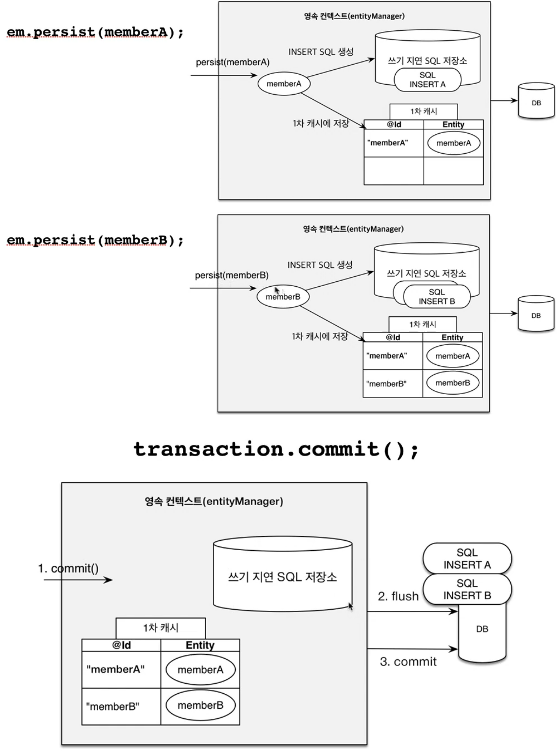 em.persist(memberA);
영속 컨텍스트(entityManager)
persist(memberA)
INSERT SQL 생성
memberA
쓰기 지연 SQL 저장소
SQL
INSERT A
DB
1차 캐시에 저장
1차 캐시
@Id Entity
"memberA" memberA
em.persist(memberB);
영속 컨텍스트(entityManager)
persist(memberB)
INSERT SQL 생성
memberB
쓰기 지연 SQL 저장소
SQL
INSERT B
DB
1차 캐시에 저장
1차 캐시
@Id Entity
"memberA" memberA
"memberB" memberB
transaction.commit();
영속 컨텍스트(entityManager)
1. commit()
쓰기 지연 SQL 저장소
SQL
INSERT A
SQL
INSERT B
2. flush
DB
3. commit
1차 캐시
@Id Entity
"memberA" memberA
"memberB" memberB